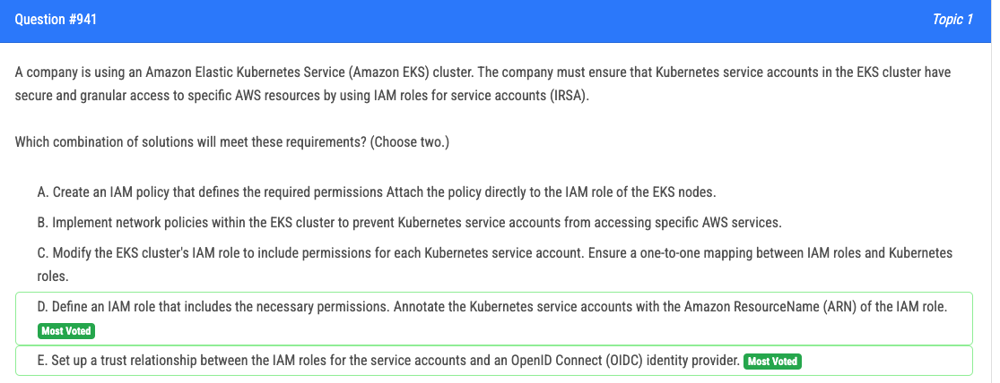 Question #941
Topic 1
A company is using an Amazon Elastic Kubernetes Service (Amazon EKS) cluster. The company must ensure that Kubernetes service accounts in the EKS cluster have
secure and granular access to specific AWS resources by using IAM roles for service accounts (IRSA).
Which combination of solutions will meet these requirements? (Choose two.)
A. Create an IAM policy that defines the required permissions Attach the policy directly to the IAM role of the EKS nodes.
B. Implement network policies within the EKS cluster to prevent Kubernetes service accounts from accessing specific AWS services.
C. Modify the EKS cluster's IAM role to include permissions for each Kubernetes service account. Ensure a one-to-one mapping between IAM roles and Kubernetes
roles.
D. Define an IAM role that includes the necessary permissions. Annotate the Kubernetes service accounts with the Amazon ResourceName (ARN) of the IAM role.
Most Voted
E. Set up a trust relationship between the IAM roles for the service accounts and an OpenID Connect (OIDC) identity provider. Most Voted